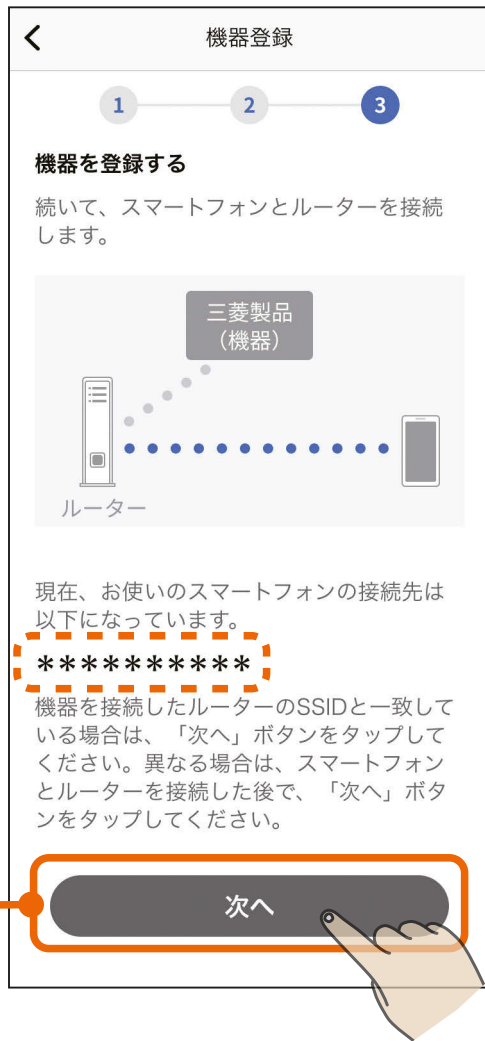 機器登録
1 2 3
機器を登録する
続いて、スマートフォンとルーターを接続
します。
三菱製品
（機器）
ルーター
現在、お使いのスマートフォンの接続先は
以下になっています。
**********
機器を接続したルーターのSSIDと一致して
いる場合は、「次へ」ボタンをタップして
ください。異なる場合は、スマートフォン
とルーターを接続した後で、「次へ」ボタ
ンをタップしてください。
次へ